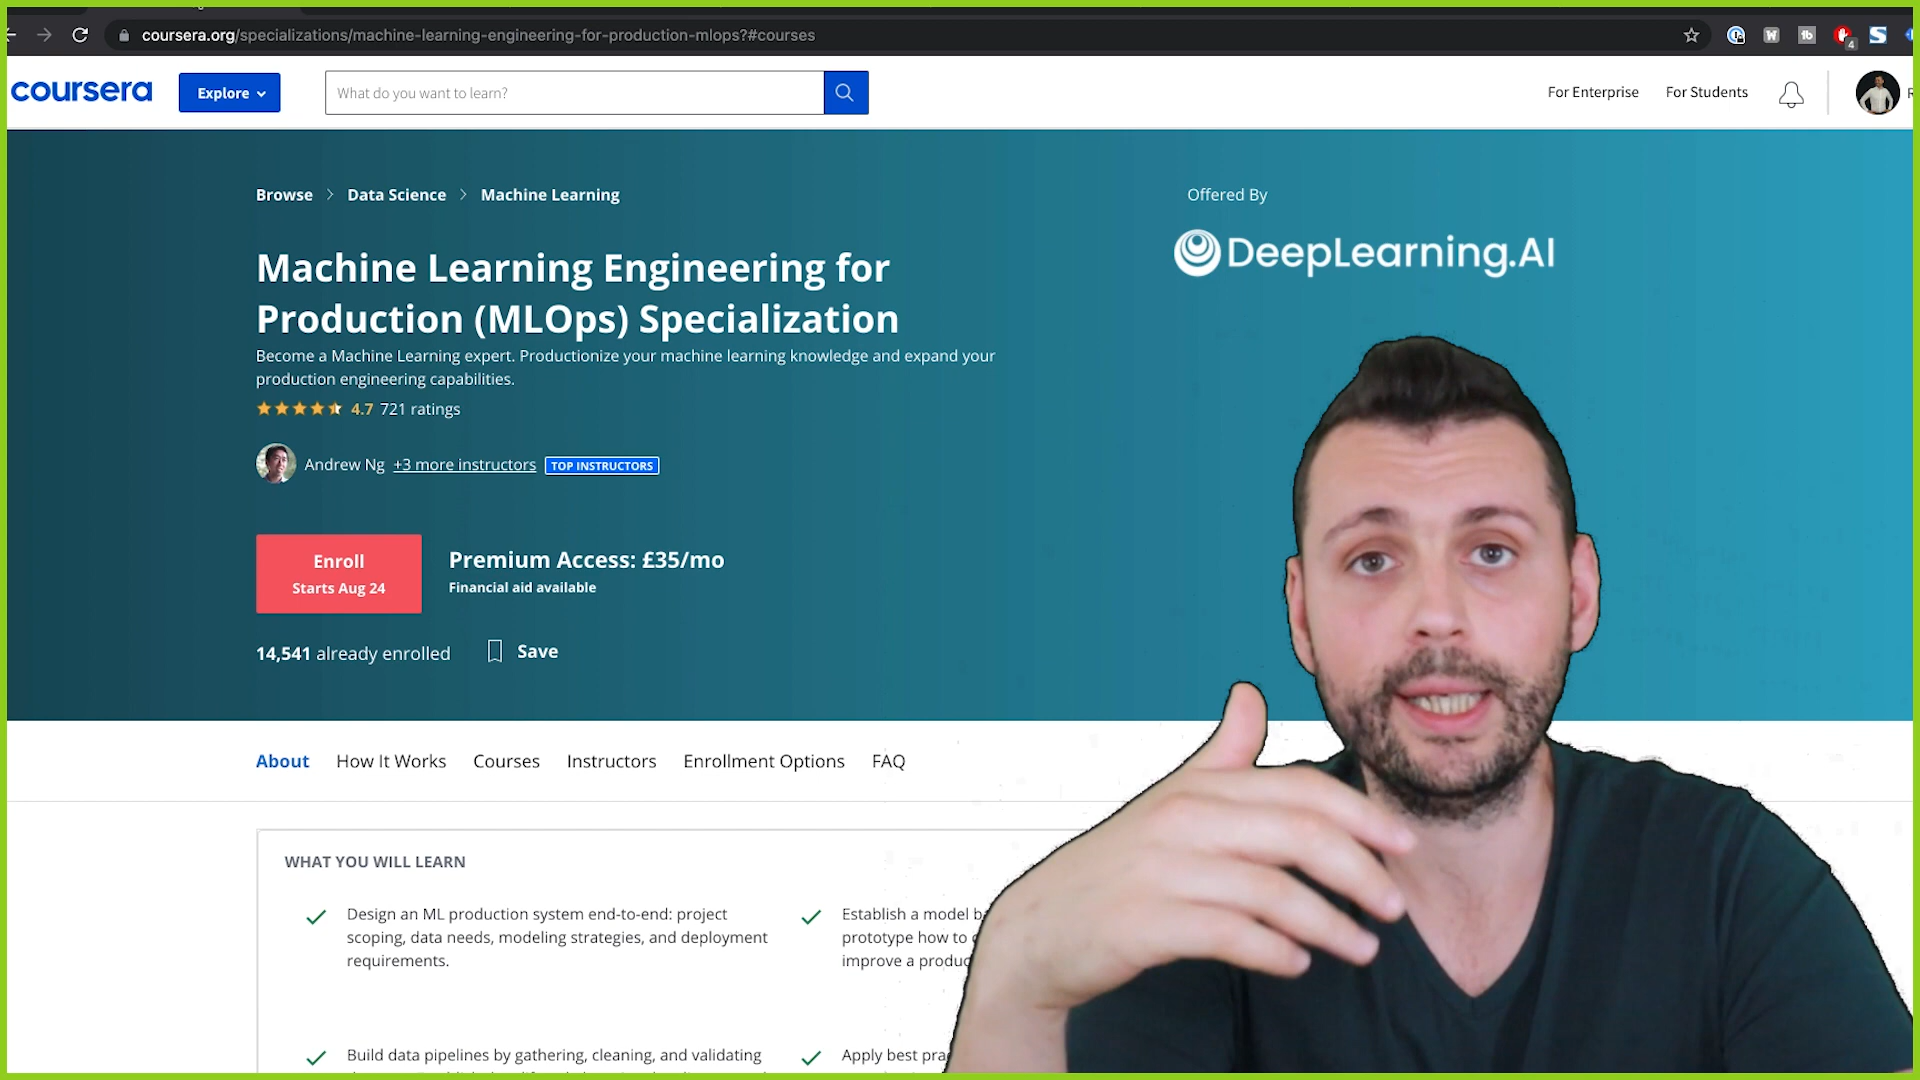 coursera.org/specializations/machine-learning-engineering-for-production-mlops?#courses
4
coursera
Explore
What do you want to learn?
For Enterprise
For Students
Browse > Data Science > Machine Learning
Offered By
DeepLearning.AI
Machine Learning Engineering for
Production (MLOps) Specialization
Become a Machine Learning expert. Productionize your machine learning knowledge and expand your
production engineering capabilities.
4.7 721 ratings
Andrew Ng +3 more instructors TOP INSTRUCTORS
Enroll
Starts Aug 24
Premium Access: £35/mo
Financial aid available
14,541 already enrolled
Save
About How It Works Courses Instructors Enrollment Options FAQ
WHAT YOU WILL LEARN
Design an ML production system end-to-end: project
scoping, data needs, modeling strategies, and deployment
requirements.
Establish a model
prototype how to
improve a
Build data pipelines by gathering, cleaning, and validating
Apply best